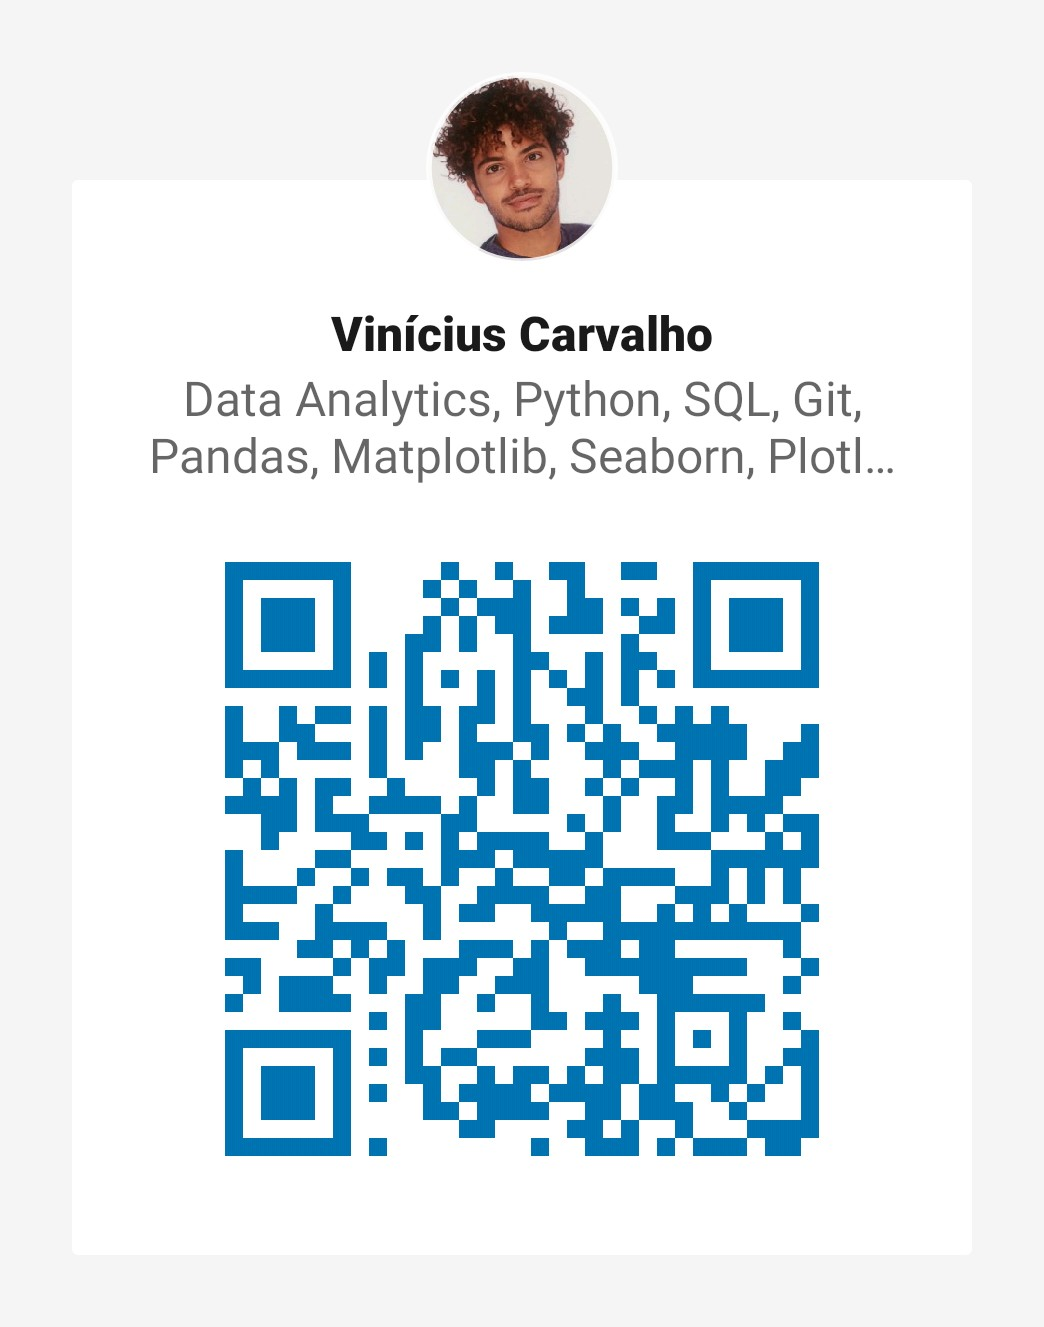 Vinícius Carvalho
Data Analytics, Python, SQL, Git,
Pandas, Matplotlib, Seaborn, Plotl...